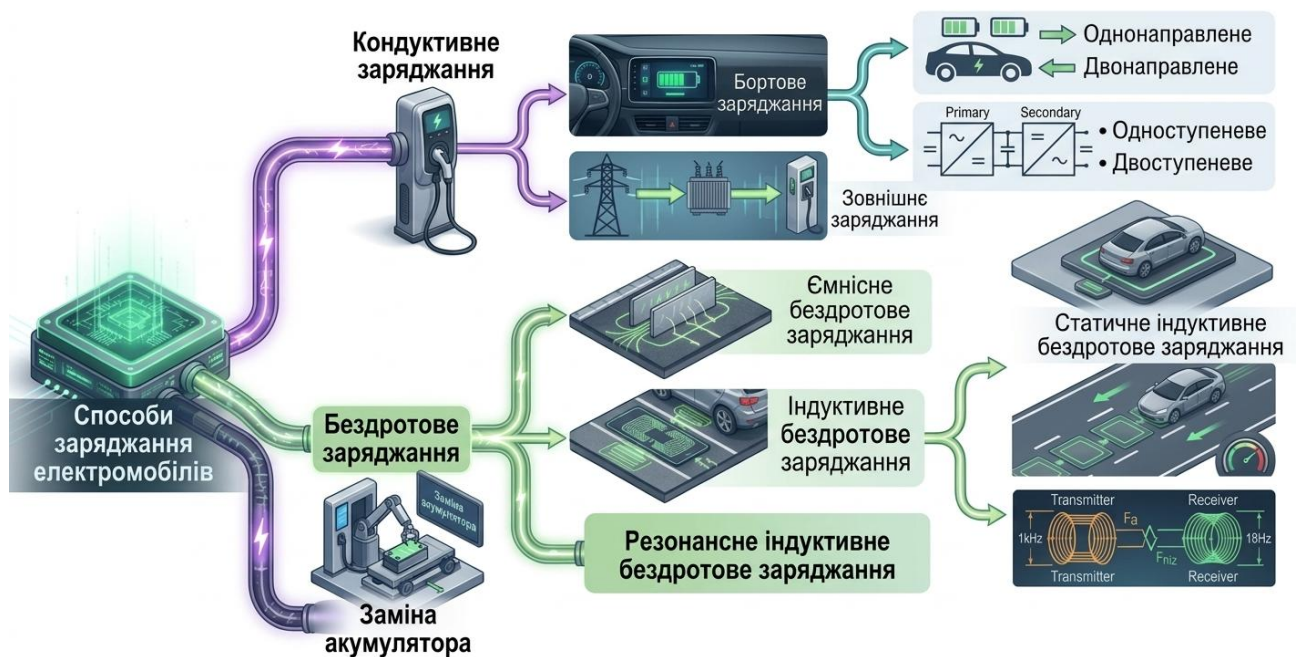 Кондуктивне
заряджання
Бортове
заряджання
Однонаправлене
Двонаправлене
Primary
Secondary
• Одноступеневе
• Двоступеневе
Зовнішнє
заряджання
Способи
заряджання
електромобілів
Бездротове
заряджання
Ємнісне
бездротове
заряджання
Індуктивне
бездротове
заряджання
Статичне індуктивне
бездротове заряджання
Резонансне індуктивне
бездротове заряджання
Transmitter
Receiver
1kHz
Fa
Fniz
18Hz
Transmitter
Receiver
Заміна
акумулятора
Заміна
акумулятора